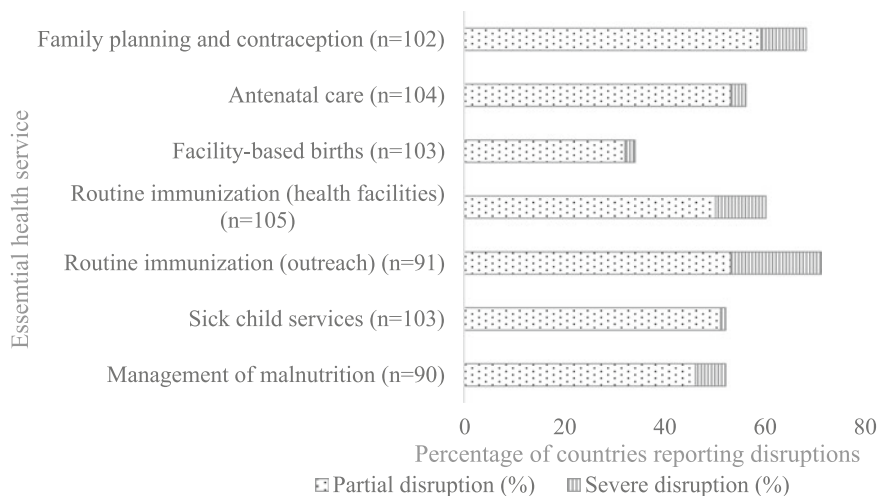 Essential health service
Family planning and contraception (n=102)
Antenatal care (n=104)
Facility-based births (n=103)
Routine immunization (health facilities)
(n=105)
Routine immunization (outreach) (n=91)
Sick child services (n=103)
Management of malnutrition (n=90)
0 20 40 60 80
Percentage of countries reporting disruptions
Partial disruption (%) Severe disruption (%)